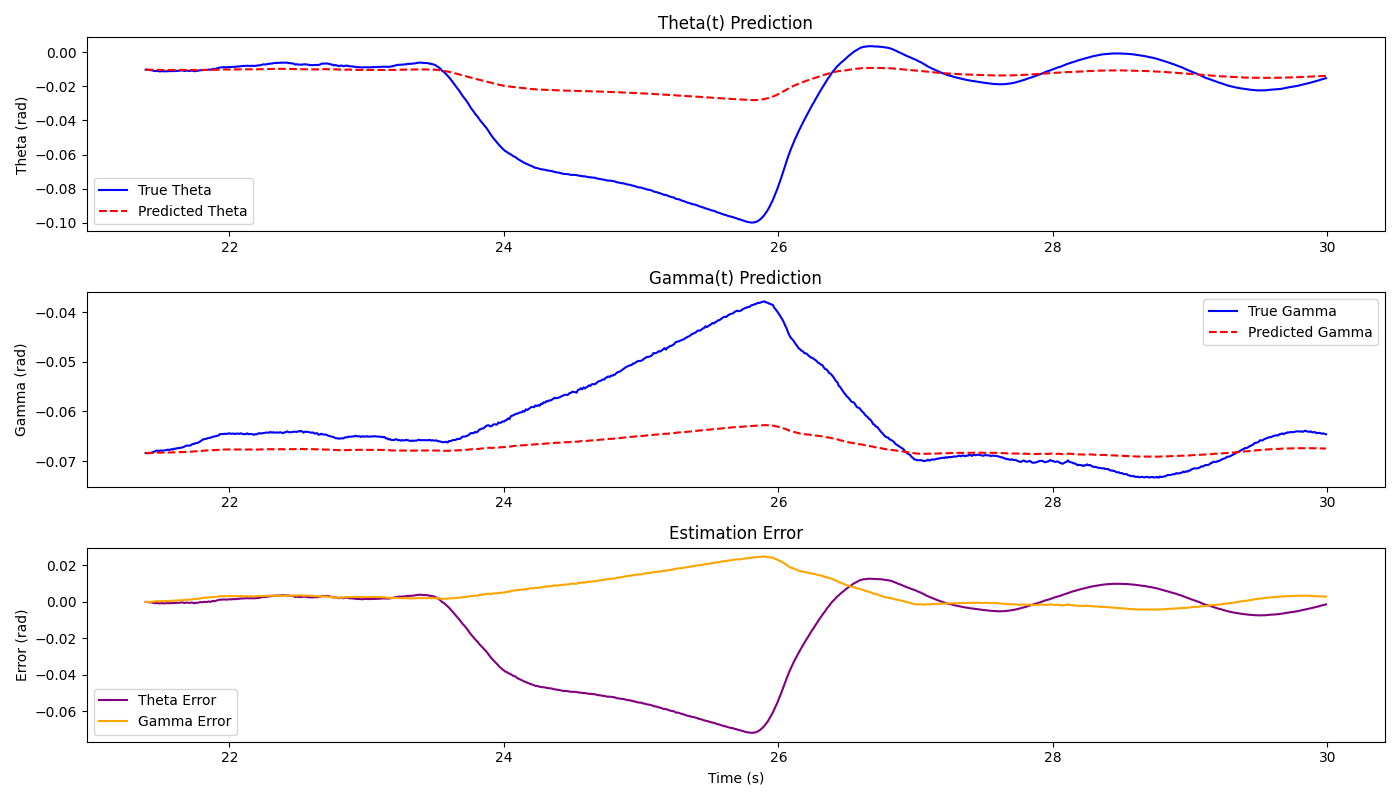 Theta(t) Prediction
Theta (rad)
0.00
−0.02
−0.04
−0.06
−0.08
−0.10
True Theta
Predicted Theta
22 24 26 28 30
Gamma(t) Prediction
Gamma (rad)
−0.04
−0.05
−0.06
−0.07
True Gamma
Predicted Gamma
22 24 26 28 30
Estimation Error
Error (rad)
0.02
0.00
−0.02
−0.04
−0.06
Theta Error
Gamma Error
22 24 26 28 30
Time (s)